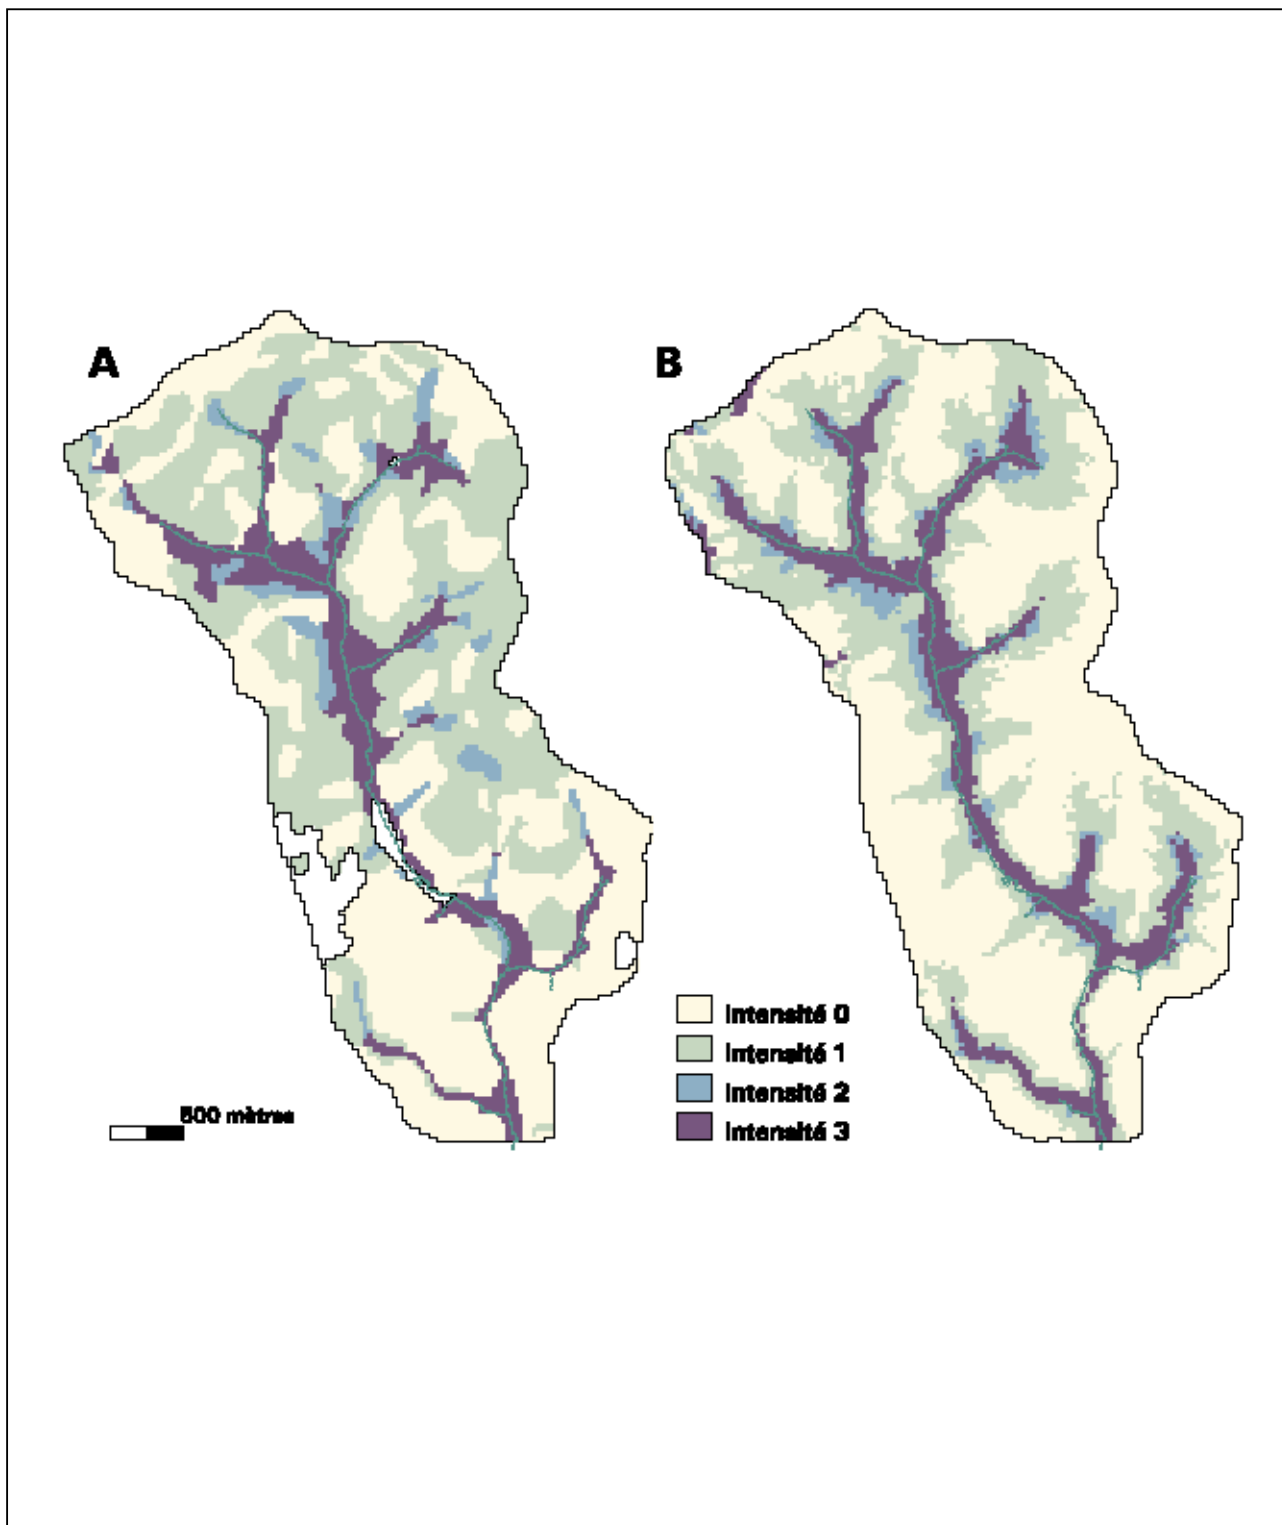 A
B
Intensité 0
Intensité 1
Intensité 2
500 mètres
Intensité 3